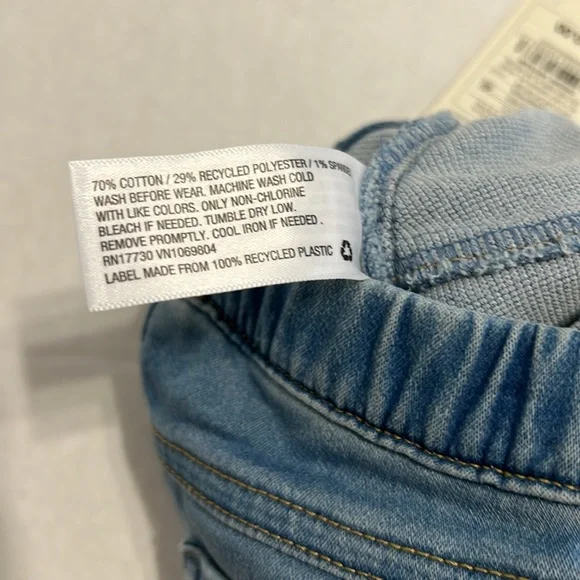 70% COTTON / 29% RECYCLED POLYESTER / 1% SPANDEX
WASH BEFORE WEAR. MACHINE WASH COLD
WITH LIKE COLORS. ONLY NON-CHLORINE
BLEACH IF NEEDED. TUMBLE DRY LOW.
REMOVE PROMPTLY. COOL IRON IF NEEDED .
RN17730 VN1069804
LABEL MADE FROM 100% RECYCLED PLASTIC